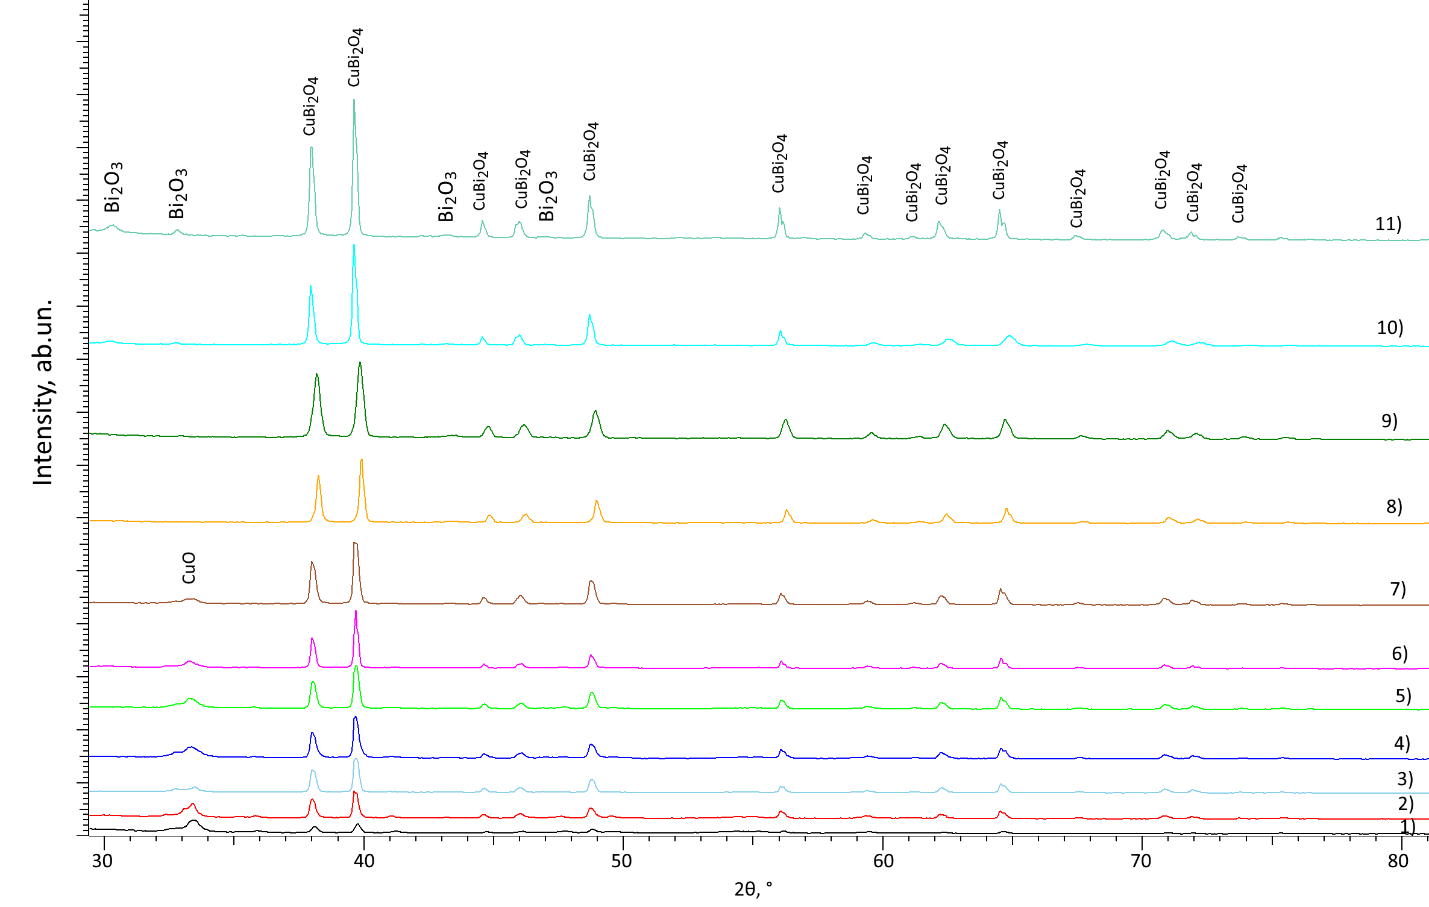 CuBi2O4
CuBi2O4
Bi2O3
Bi2O3
Bi2O3
CuBi2O4
CuBi2O4
Bi2O3
CuBi2O4
CuBi2O4
CuBi2O4
CuBi2O4
CuBi2O4
CuBi2O4
CuBi2O4
CuBi2O4
CuBi2O4
CuBi2O4
11)
10)
9)
8)
CuO
7)
6)
5)
4)
3)
2)
1)
Intensity, ab.un.
30 40 50 60 70 80
2θ, °